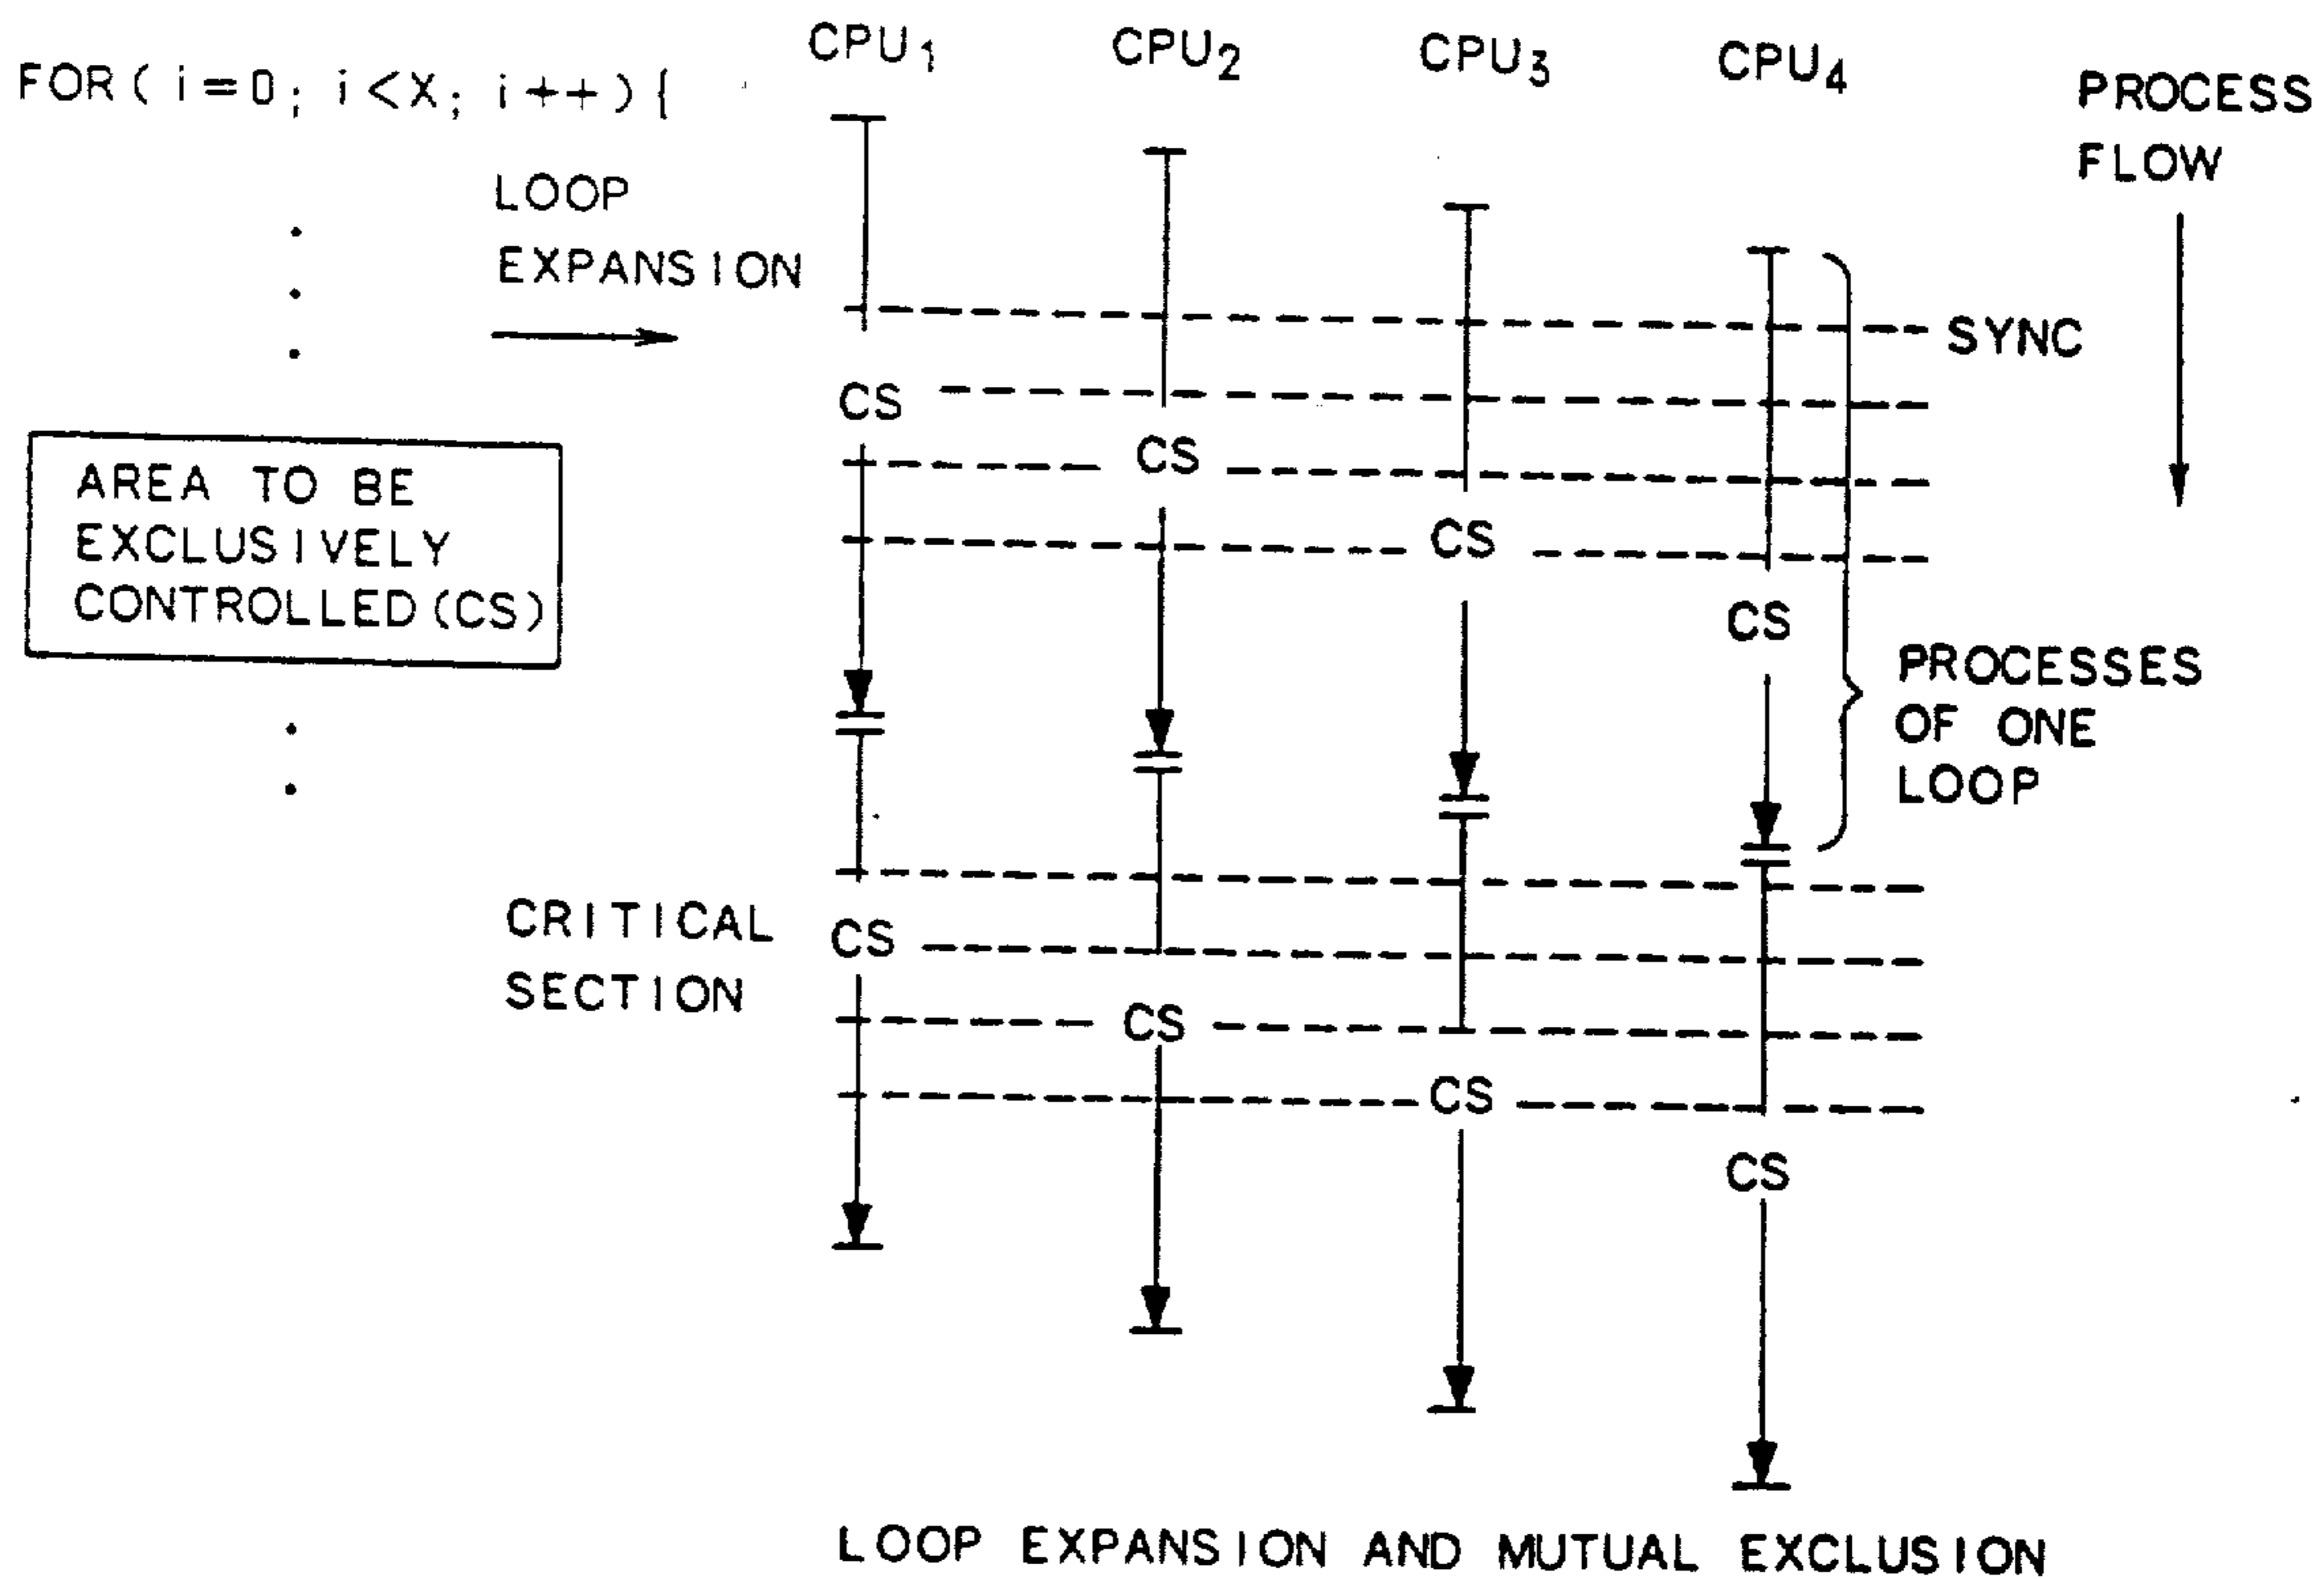 CPU1 CPU2 CPU3 CPU4
FOR( i=0; i<X; i++){
PROCESS
FLOW
LOOP
EXPANSION
SYNC
CS
AREA TO BE
EXCLUSIVELY
CONTROLLED(CS)
CS
CS
CS
PROCESSES
OF ONE
LOOP
CRITICAL
SECTION
CS
CS
CS
CS
LOOP EXPANSION AND MUTUAL EXCLUSION